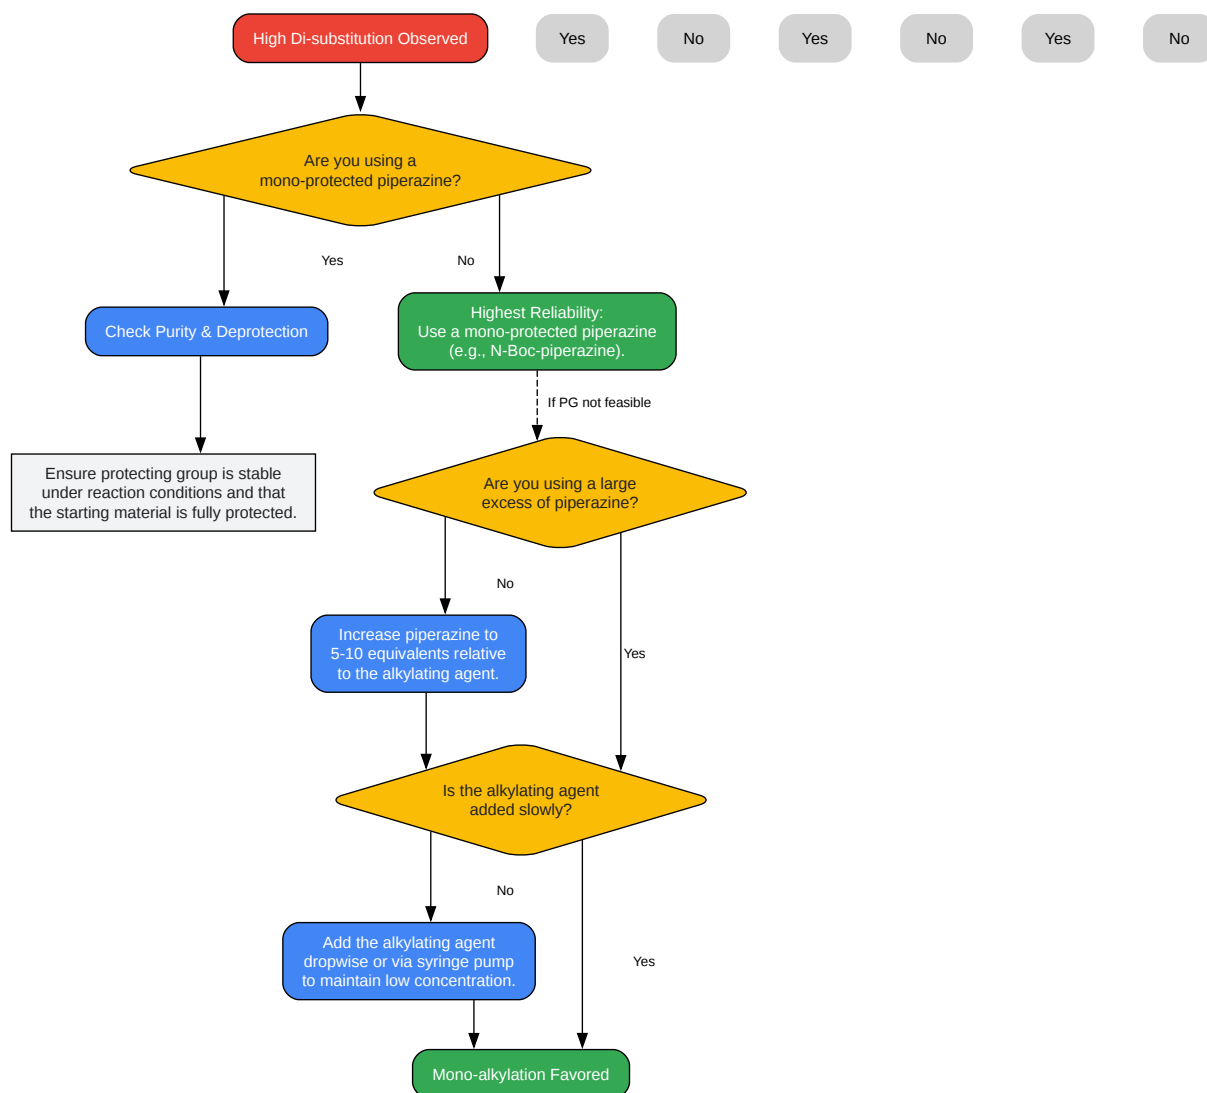 High Di-substitution Observed
Yes
No
Yes
No
Yes
No
Are you using a
mono-protected piperazine?
Yes
No
Check Purity & Deprotection
Highest Reliability:
Use a mono-protected piperazine
(e.g., N-Boc-piperazine).
If PG not feasible
Ensure protecting group is stable
under reaction conditions and that
the starting material is fully protected.
Are you using a large
excess of piperazine?
No
Increase piperazine to
5-10 equivalents relative
to the alkylating agent.
Yes
Is the alkylating agent
added slowly?
No
Add the alkylating agent
dropwise or via syringe pump
to maintain low concentration.
Yes
Mono-alkylation Favored